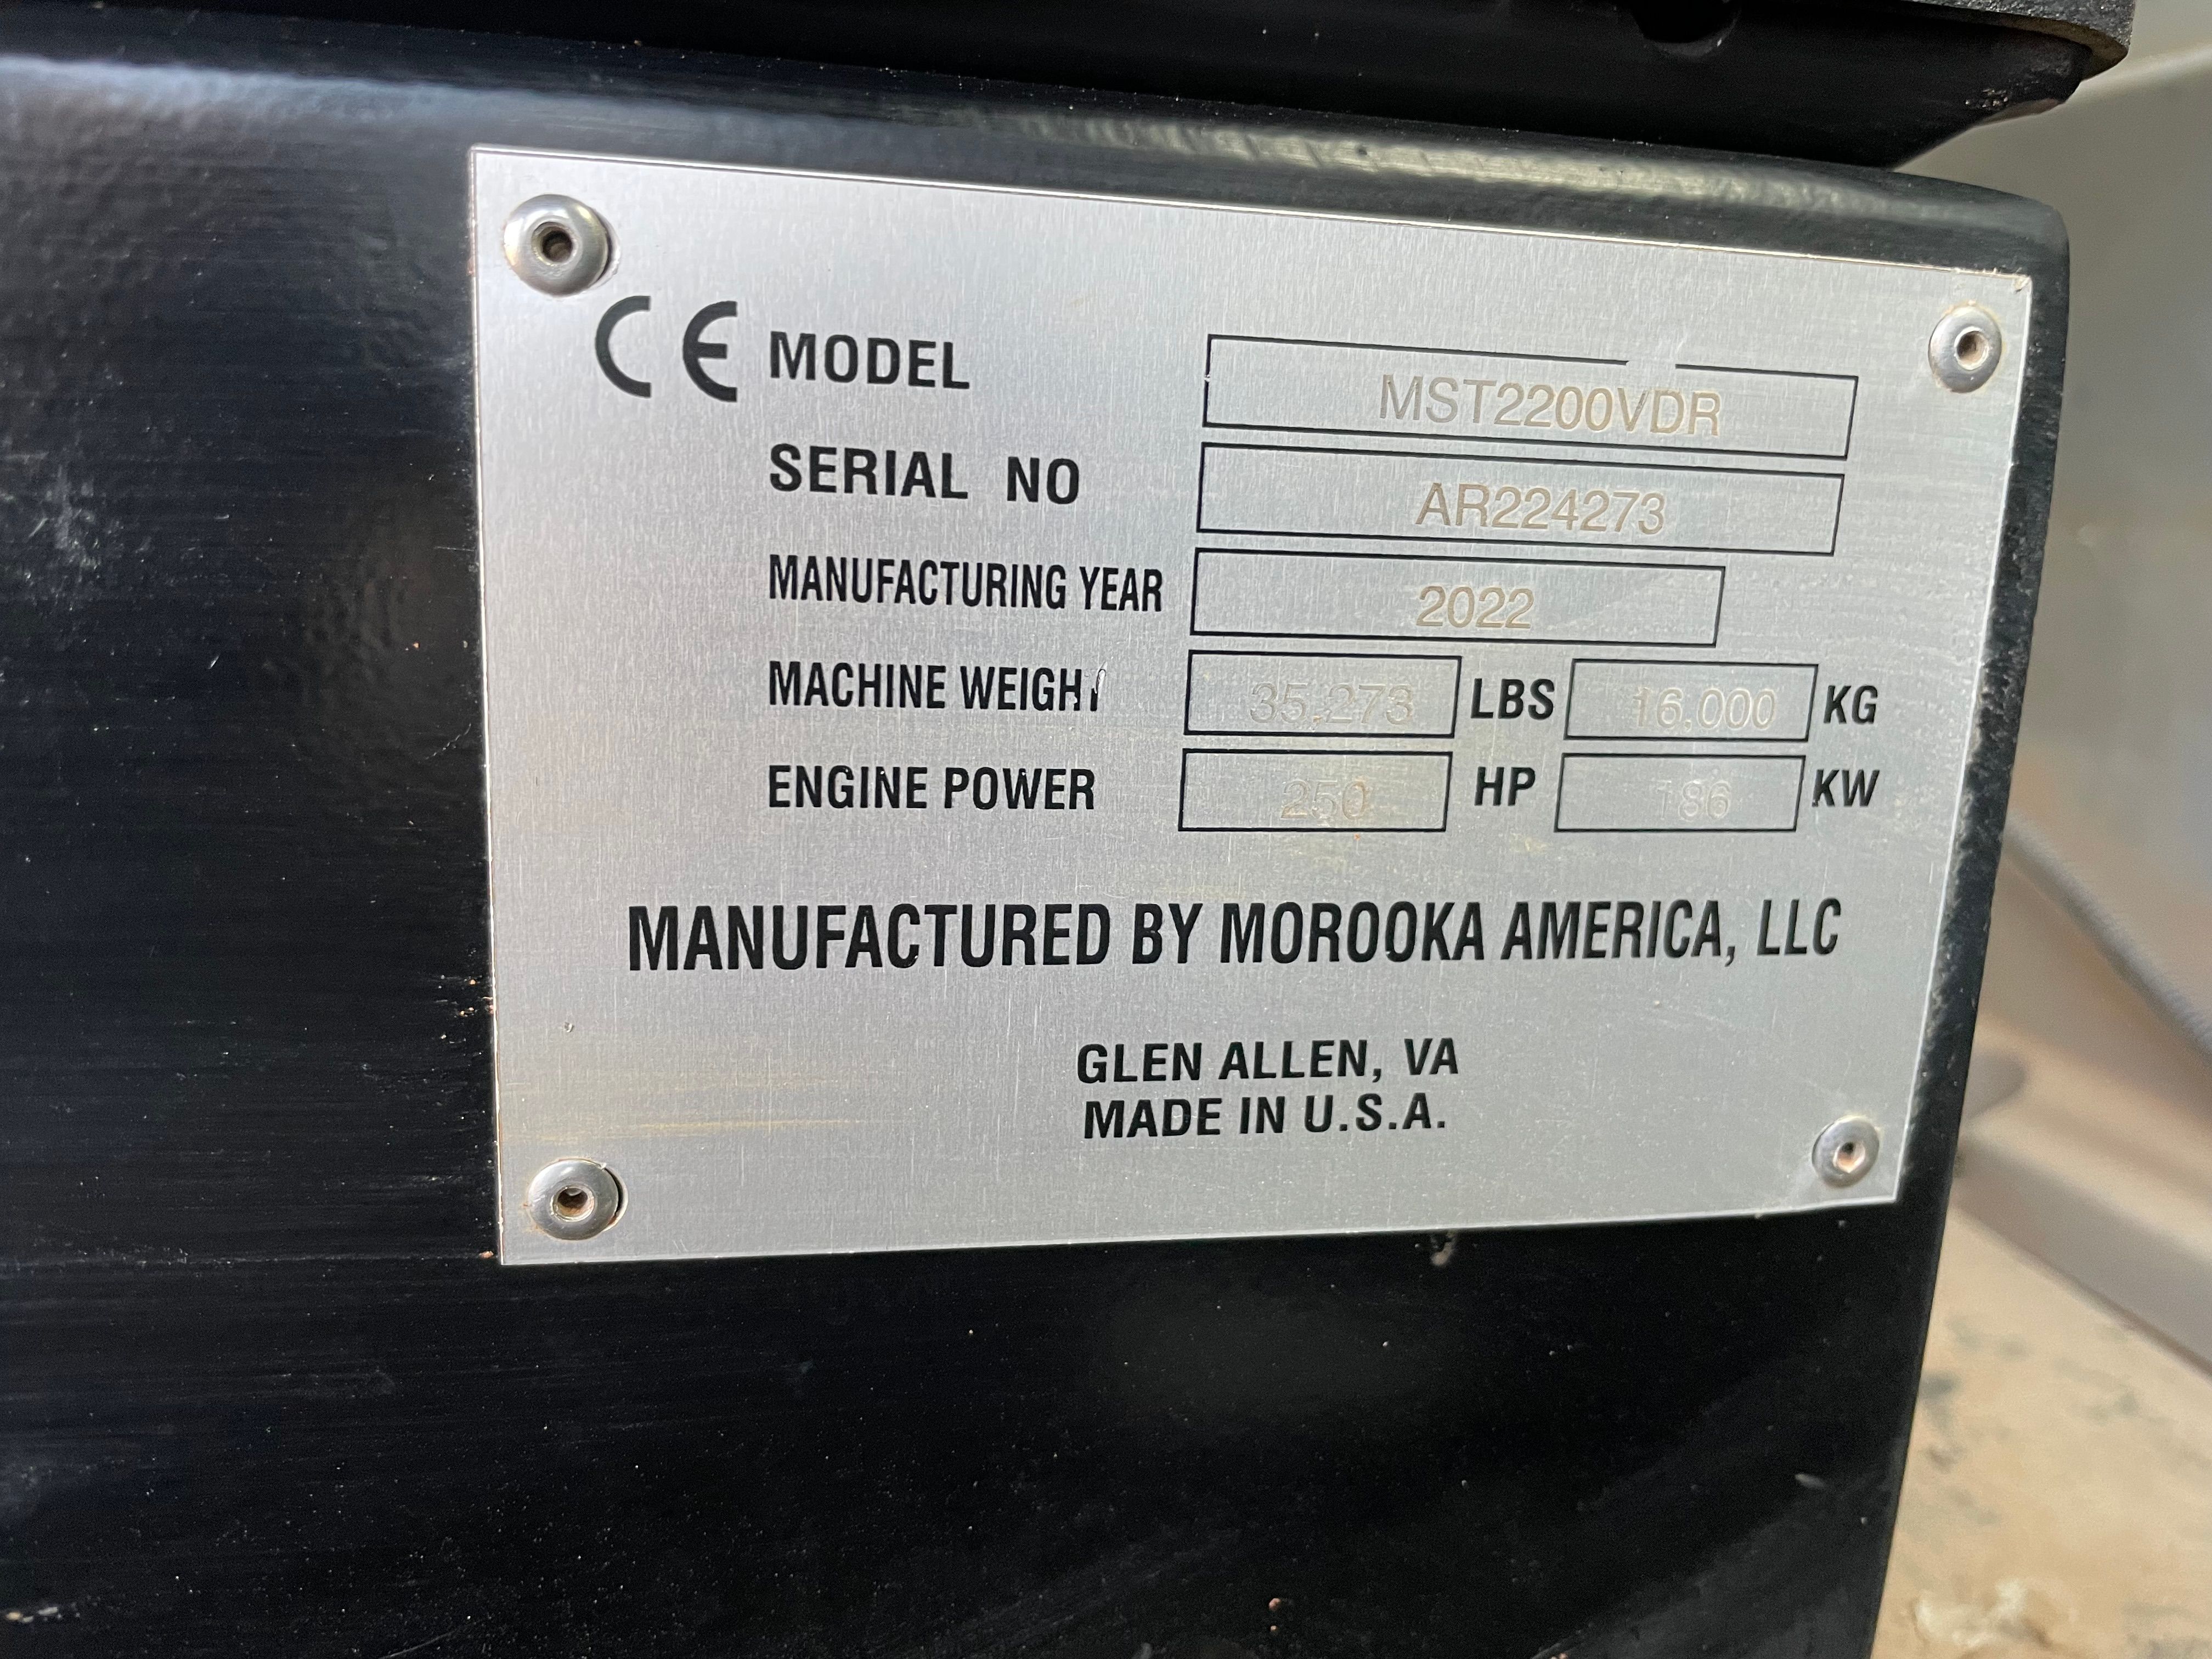 CE MODEL MST2200VDR
SERIAL NO AR224273
MANUFACTURING YEAR 2022
MACHINE WEIGHT 35,273 LBS 16,000 KG
ENGINE POWER 250 HP 186 KW
MANUFACTURED BY MOROOKA AMERICA, LLC
GLEN ALLEN, VA
MADE IN U.S.A.